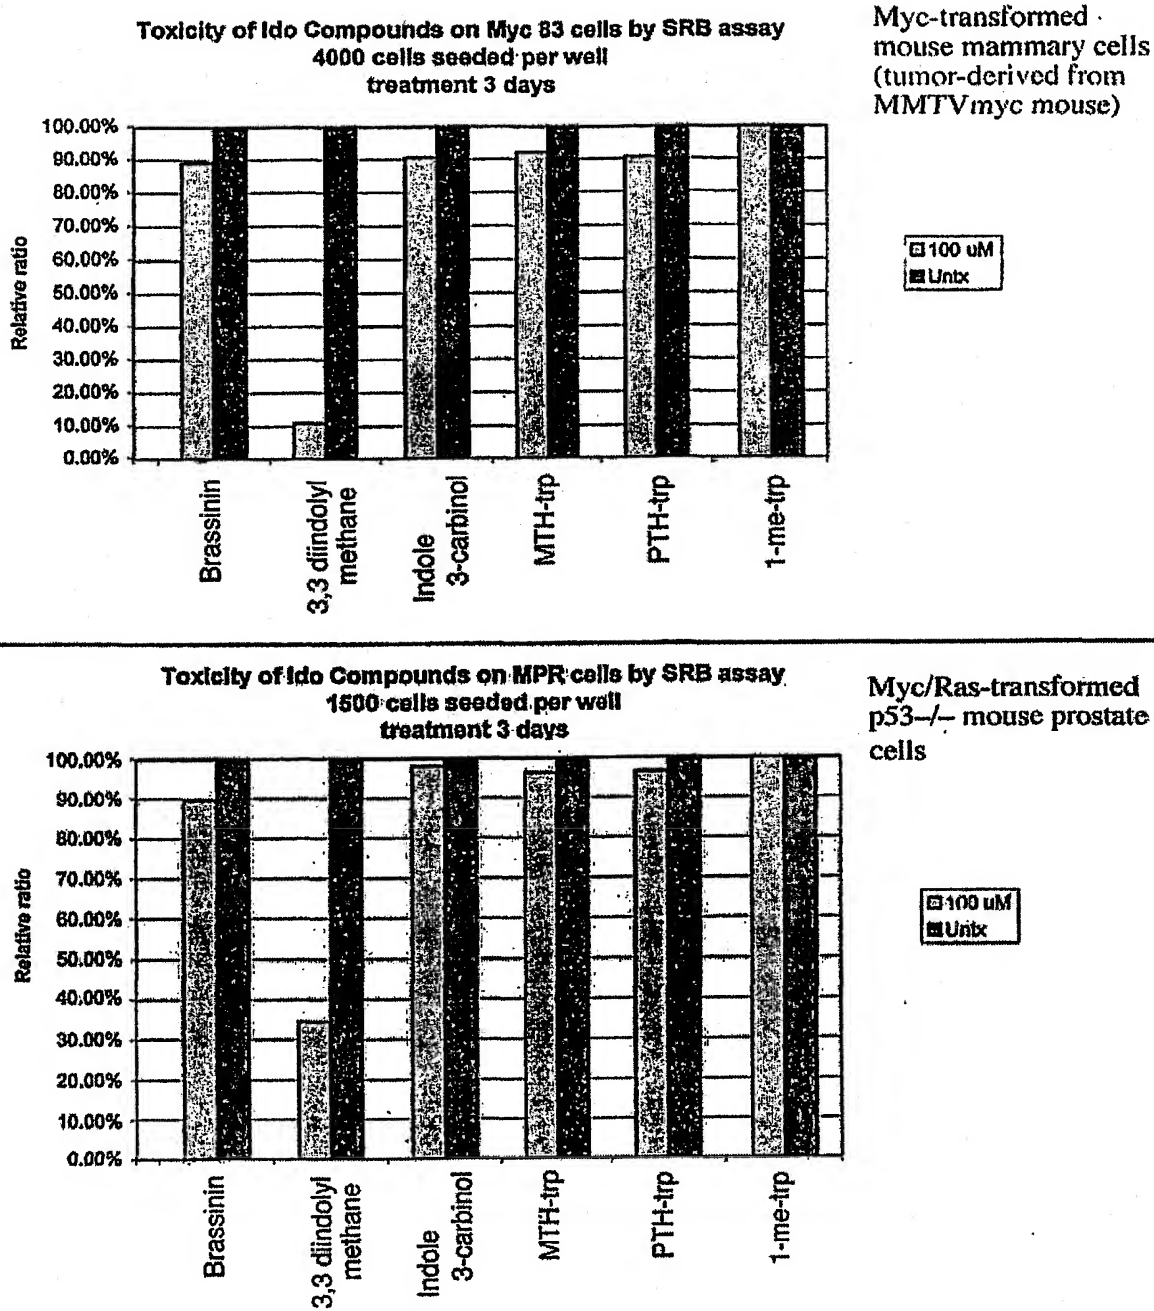 Toxicity of Ido Compounds on Myc 83 cells by SRB assay
4000 cells seeded per well
treatment 3 days
Myc-transformed
mouse mammary cells
(tumor-derived from
MMTVmyc mouse)
100.00%
90.00%
80.00%
70.00%
60.00%
50.00%
40.00%
30.00%
20.00%
10.00%
0.00%
Relative ratio
100 uM
Untx
Brassinin
3,3 diindolyl
methane
Indole
3-carbinol
MTH-trp
PTH-trp
1-me-trp
Toxicity of Ido Compounds on MPR cells by SRB assay
1500 cells seeded per well
treatment 3 days
Myc/Ras-transformed
p53-/- mouse prostate
cells
100.00%
90.00%
80.00%
70.00%
60.00%
50.00%
40.00%
30.00%
20.00%
10.00%
0.00%
Relative ratio
100 uM
Untx
Brassinin
3,3 diindolyl
methane
Indole
3-carbinol
MTH-trp
PTH-trp
1-me-trp